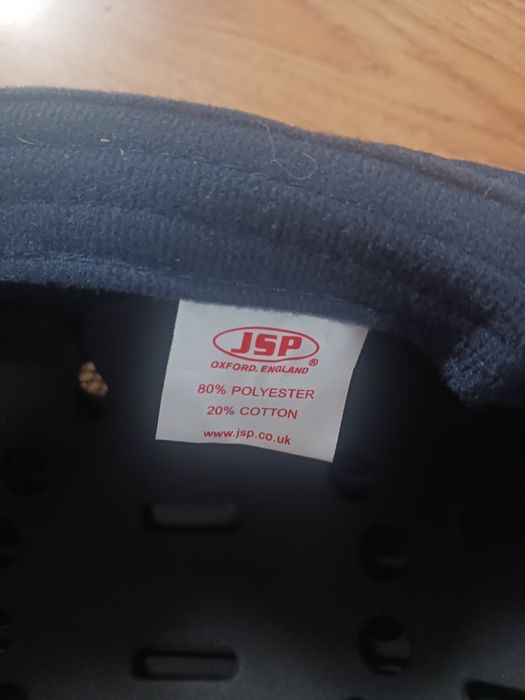 JSP®
OXFORD, ENGLAND
80% POLYESTER
20% COTTON
www.jsp.co.uk